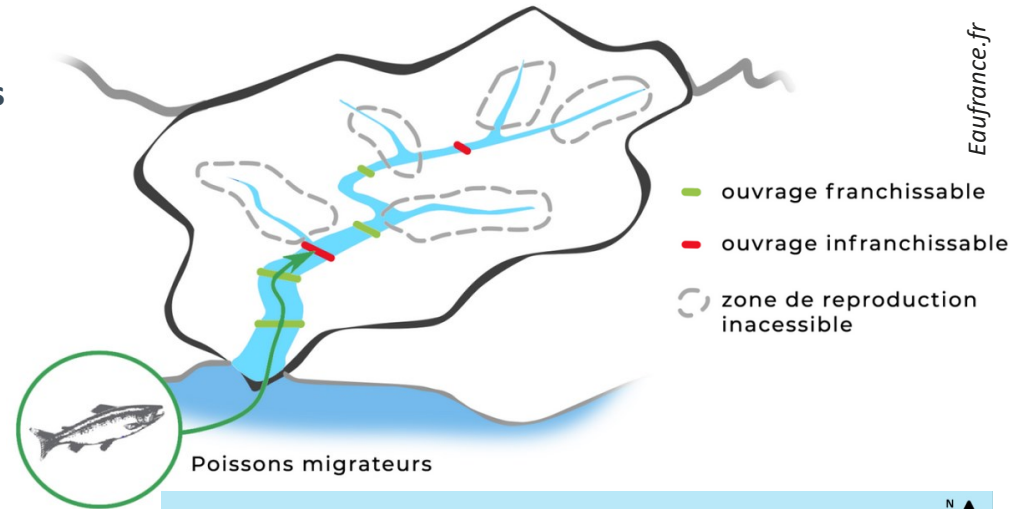 s
Eaufrance.fr
ouvrage franchissable
ouvrage infranchissable
zone de reproduction
inacessible
Poissons migrateurs
N